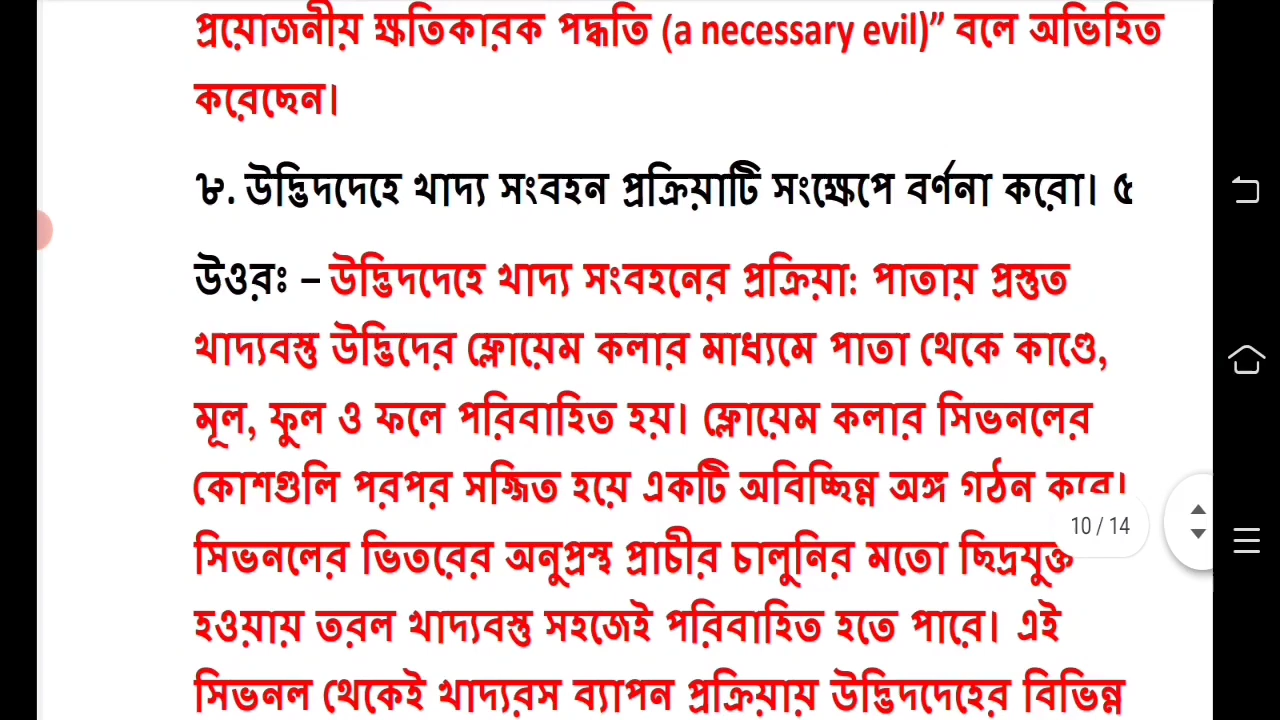 প্রয়োজনীয় ক্ষতিকারক পদ্ধতি (a necessary evil)” বলে অভিহিত
করেছেন।
৮. উদ্ভিদদেহে খাদ্য সংবহন প্রক্রিয়াটি সংক্ষেপে বর্ণনা করো। ৫
উওরঃ – উদ্ভিদদেহে খাদ্য সংবহনের প্রক্রিয়া: পাতায় প্রস্তুত
খাদ্যবস্তু উদ্ভিদের ফ্লোয়েম কলার মাধ্যমে পাতা থেকে কাণ্ডে,
মূল, ফুল ও ফলে পরিবাহিত হয়। ফ্লোয়েম কলার সিভনলের
কোশগুলি পরপর সজ্জিত হয়ে একটি অবিচ্ছিন্ন অঙ্গ গঠন করে।
সিভনলের ভিতরের অনুপ্রস্থ প্রাচীর চালুনির মতো ছিদ্রযুক্ত
হওয়ায় তরল খাদ্যবস্তু সহজেই পরিবাহিত হতে পারে। এই
সিভনল থেকেই খাদ্যরস ব্যাপন প্রক্রিয়ায় উদ্ভিদদেহের বিভিন্ন
10 / 14